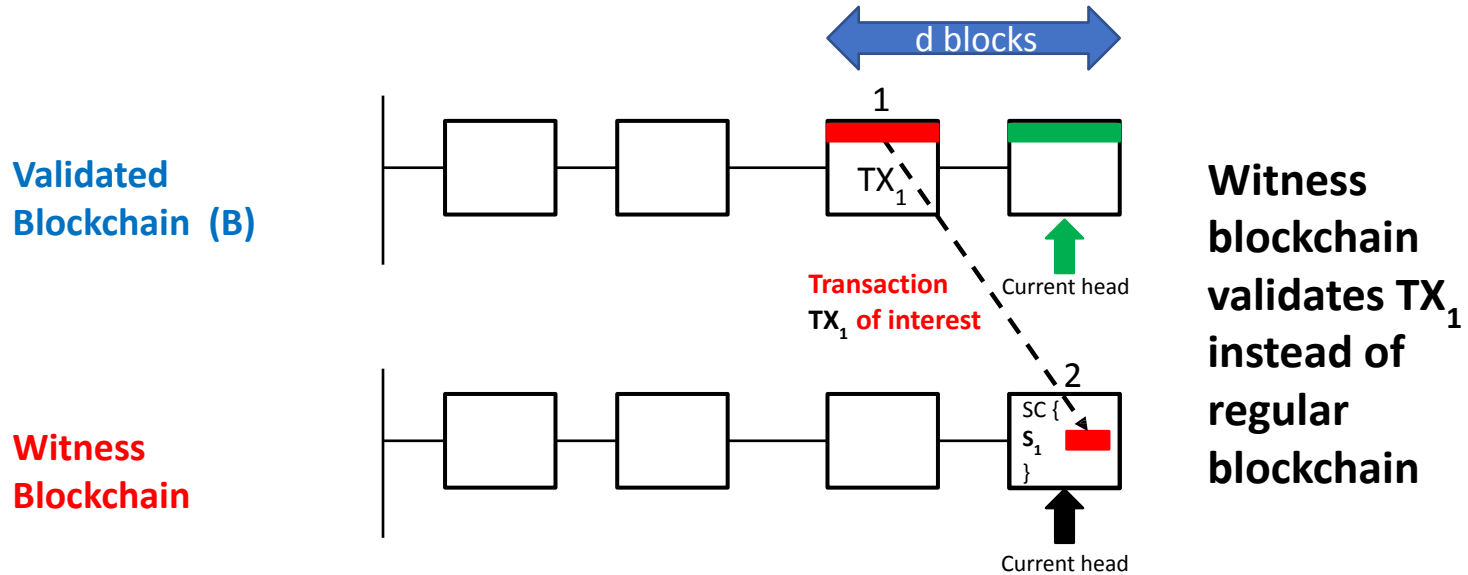 d blocks
1
Validated
Blockchain (B)
TX₁
Current head
Transaction
TX₁ of interest
Witness
blockchain
validates TX₁
instead of
regular
blockchain
2
Witness
Blockchain
SC {
S₁
}
Current head